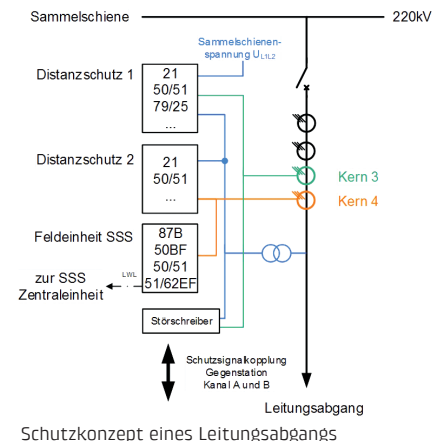 Sammelschiene
220kV
Sammelschienen-
spannung UL1L2
Distanzschutz 1
21
50/51
79/25
...
Distanzschutz 2
21
50/51
...
Kern 3
Kern 4
Feldeinheit SSS
87B
50BF
50/51
51/62EF
zur SSS
Zentraleinheit
LWL
Störschreiber
Schutzsignalkopplung
Gegenstation
Kanal A und B
Leitungsabgang
Schutzkonzept eines Leitungsabgangs